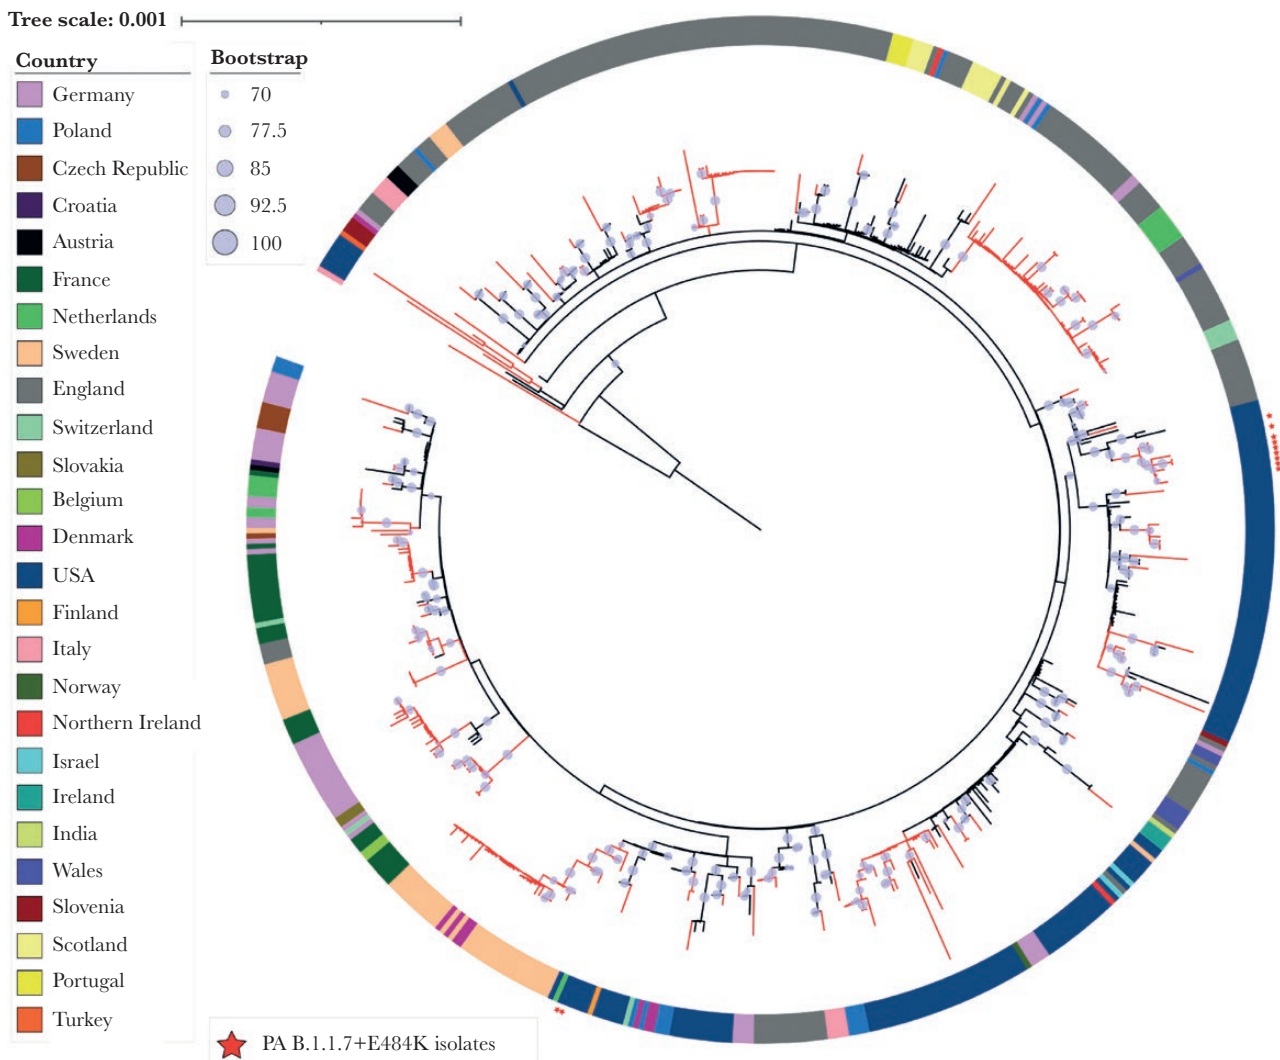 Tree scale: 0.001
Country
Germany
Poland
Czech Republic
Croatia
Austria
France
Netherlands
Sweden
England
Switzerland
Slovakia
Belgium
Denmark
USA
Finland
Italy
Norway
Northern Ireland
Israel
Ireland
India
Wales
Slovenia
Scotland
Portugal
Turkey
Bootstrap
70
77.5
85
92.5
100
PA B.1.1.7+E484K isolates